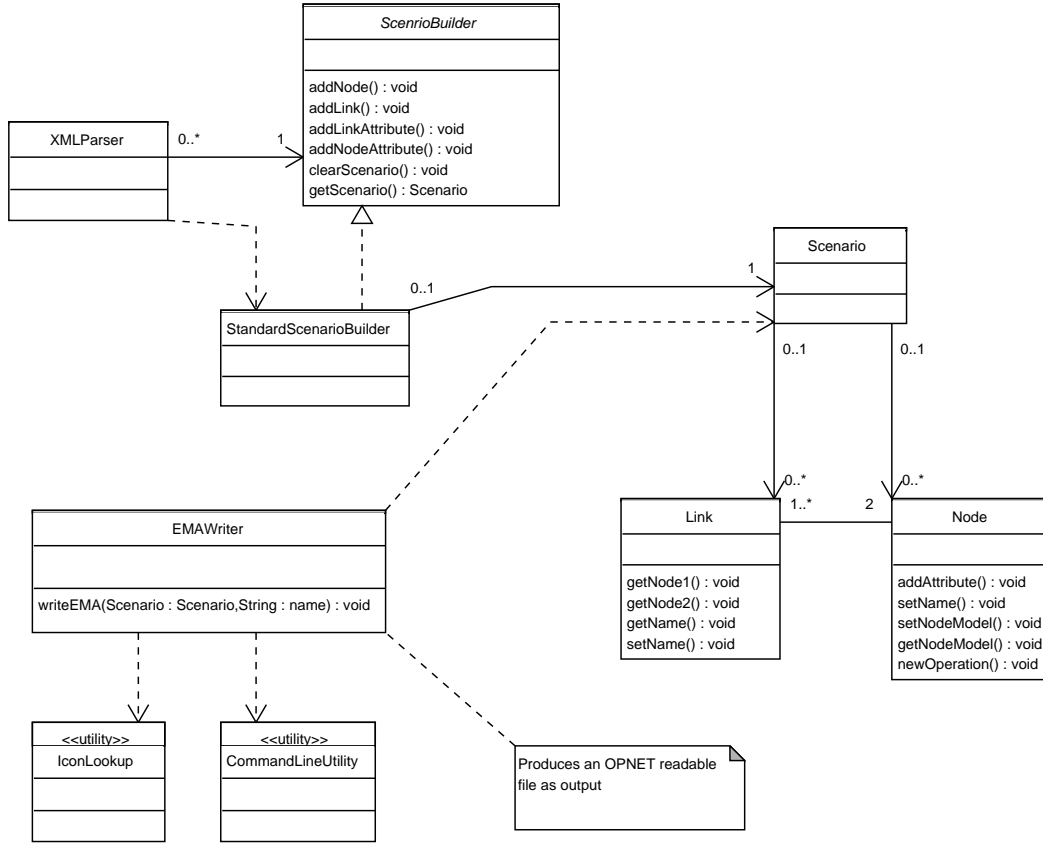 ScenrioBuilder
addNode() : void
addLink() : void
addLinkAttribute() : void
addNodeAttribute() : void
clearScenario() : void
getScenario() : Scenario
XMLParser
0..*
1
StandardScenarioBuilder
0..1
1
Scenario
0..1
0..1
0..*
0..*
1..*
2
Link
getNode1() : void
getNode2() : void
getName() : void
setName() : void
Node
addAttribute() : void
setName() : void
setNodeModel() : void
getNodeModel() : void
newOperation() : void
EMAWriter
writeEMA(Scenario : Scenario,String : name) : void
<<utility>>
IconLookup
<<utility>>
CommandLineUtility
Produces an OPNET readable
file as output